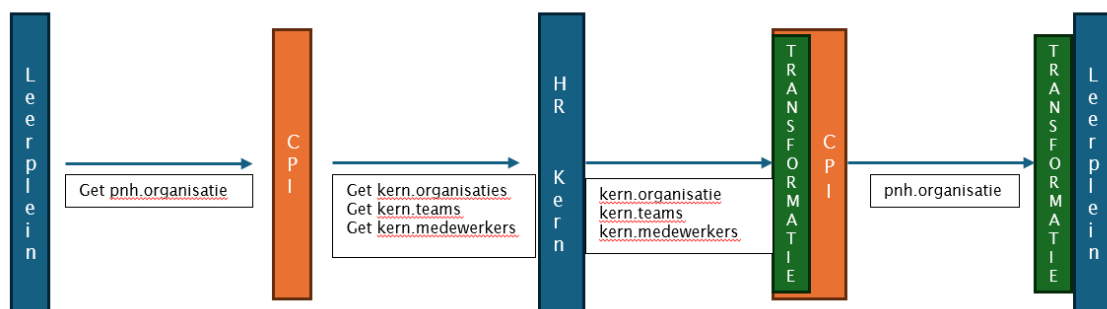 Leerplein
Get pnh.organisatie
CPI
Get kern.organisaties
Get kern.teams
Get kern.medewerkers
HR Kern
kern.organisatie
kern.teams
kern.medewerkers
TRANSFORMATIE
CPI
pnh.organisatie
TRANSFORMATIE
Leerplein